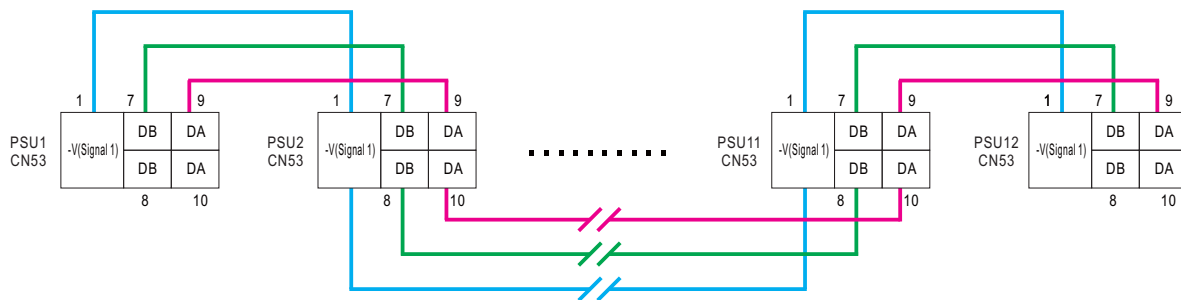 1 7 9 1 7 9 1 7 9 1 7 9
PSU1
CN53
-V(Signal 1)
DB DA
DB DA
8 10
PSU2
CN53
-V(Signal 1)
DB DA
DB DA
8 10
PSU11
CN53
-V(Signal 1)
DB DA
DB DA
8 10
PSU12
CN53
-V(Signal 1)
DB DA
DB DA
8 10